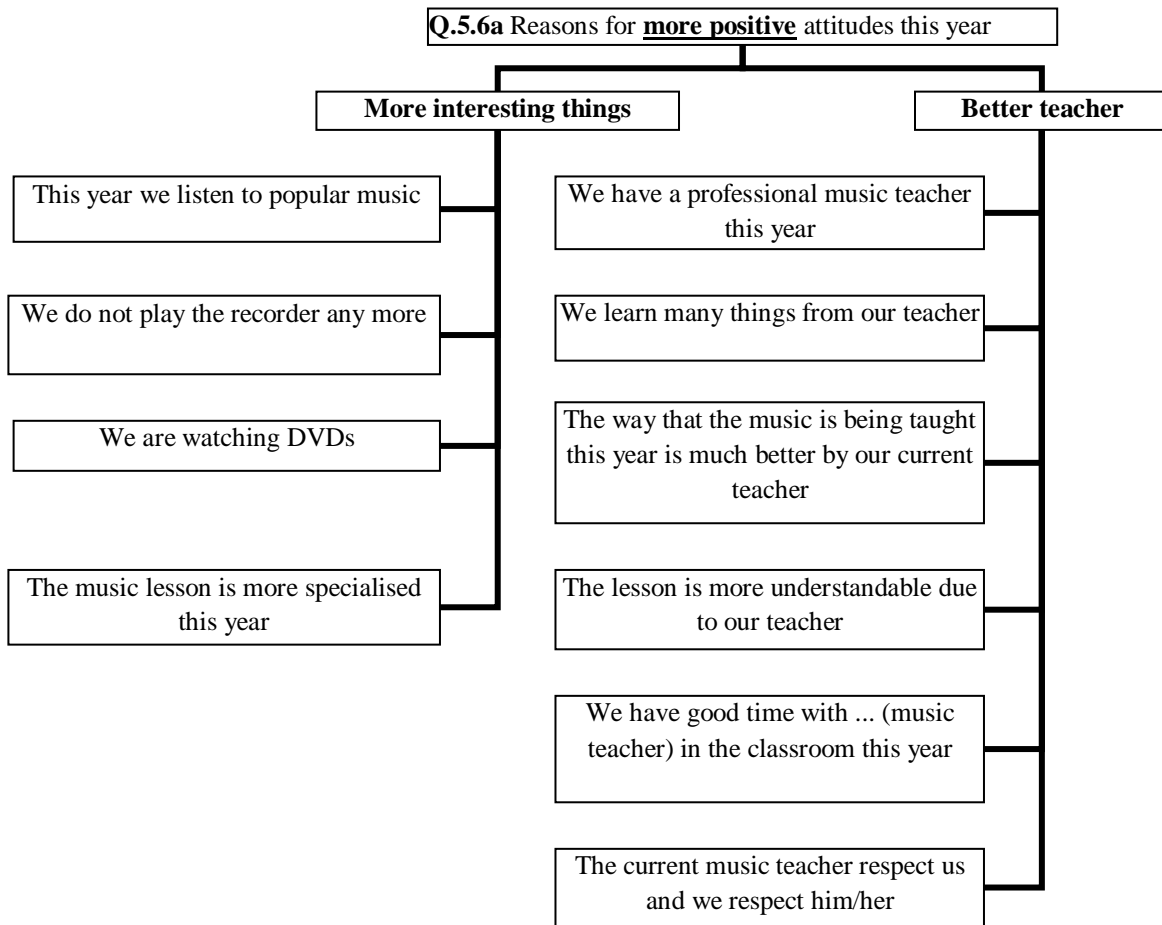 Q.5.6a Reasons for more positive attitudes this year
More interesting things
Better teacher
This year we listen to popular music
We do not play the recorder any more
We are watching DVDs
The music lesson is more specialised
this year
We have a professional music teacher
this year
We learn many things from our teacher
The way that the music is being taught
this year is much better by our current
teacher
The lesson is more understandable due
to our teacher
We have good time with ... (music
teacher) in the classroom this year
The current music teacher respect us
and we respect him/her